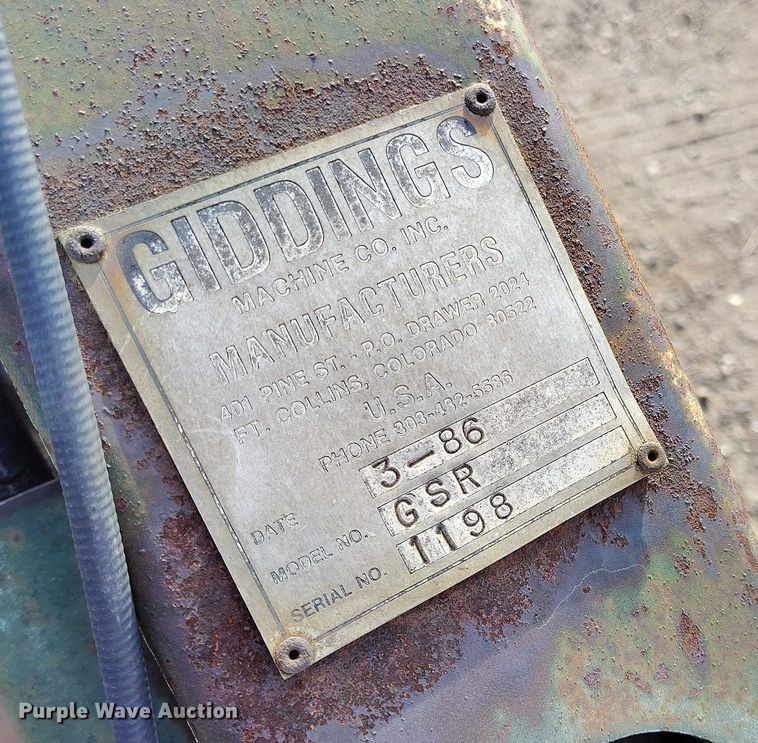 GIDDINGS
MACHINE CO. INC.
MANUFACTURERS
401 PINE ST. · P.O. DRAWER 2024
FT. COLLINS, COLORADO 80522
U.S.A.
PHONE 303-482-5586
DATE 3-86
MODEL NO. GSR
SERIAL NO. 1198
Purple Wave Auction